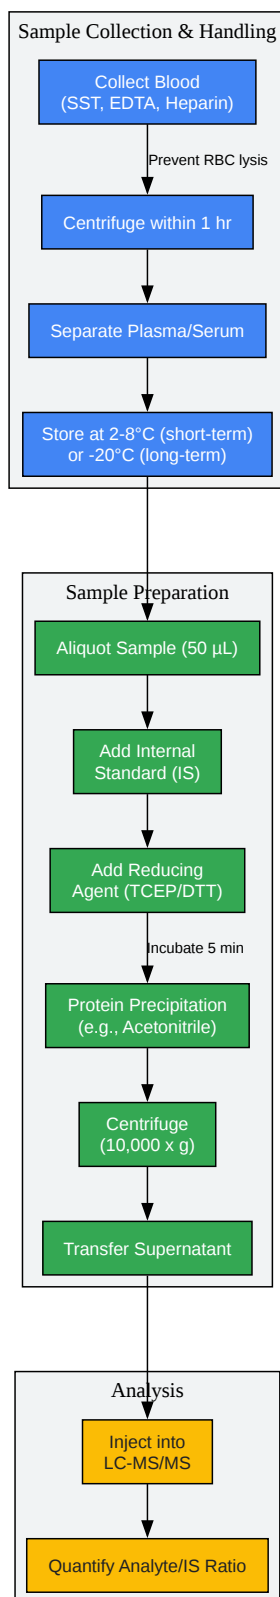 Sample Collection & Handling
Collect Blood
(SST, EDTA, Heparin)
Prevent RBC lysis
Centrifuge within 1 hr
Separate Plasma/Serum
Store at 2-8°C (short-term)
or -20°C (long-term)
Sample Preparation
Aliquot Sample (50 µL)
Add Internal
Standard (IS)
Add Reducing
Agent (TCEP/DTT)
Incubate 5 min
Protein Precipitation
(e.g., Acetonitrile)
Centrifuge
(10,000 x g)
Transfer Supernatant
Analysis
Inject into
LC-MS/MS
Quantify Analyte/IS Ratio